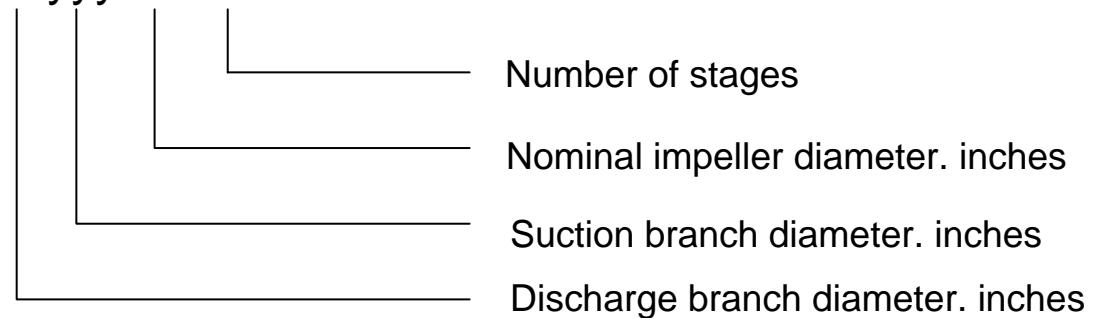 Number of stages
Nominal impeller diameter. inches
Suction branch diameter. inches
Discharge branch diameter. inches